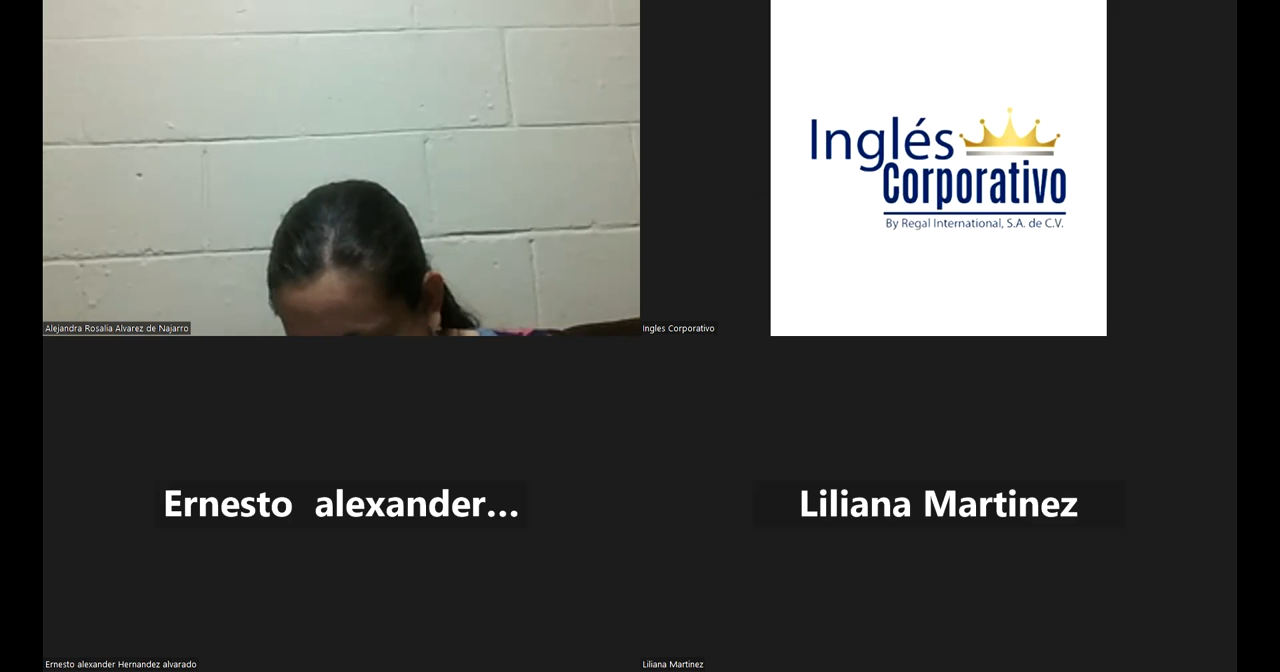 Inglés
Corporativo
By Regal International, S.A. de C.V.
Alejandra Rosalia Alvarez de Najarro
Ingles Corporativo
Ernesto alexander...
Liliana Martinez
Ernesto alexander Hernandez alvarado
Liliana Martinez